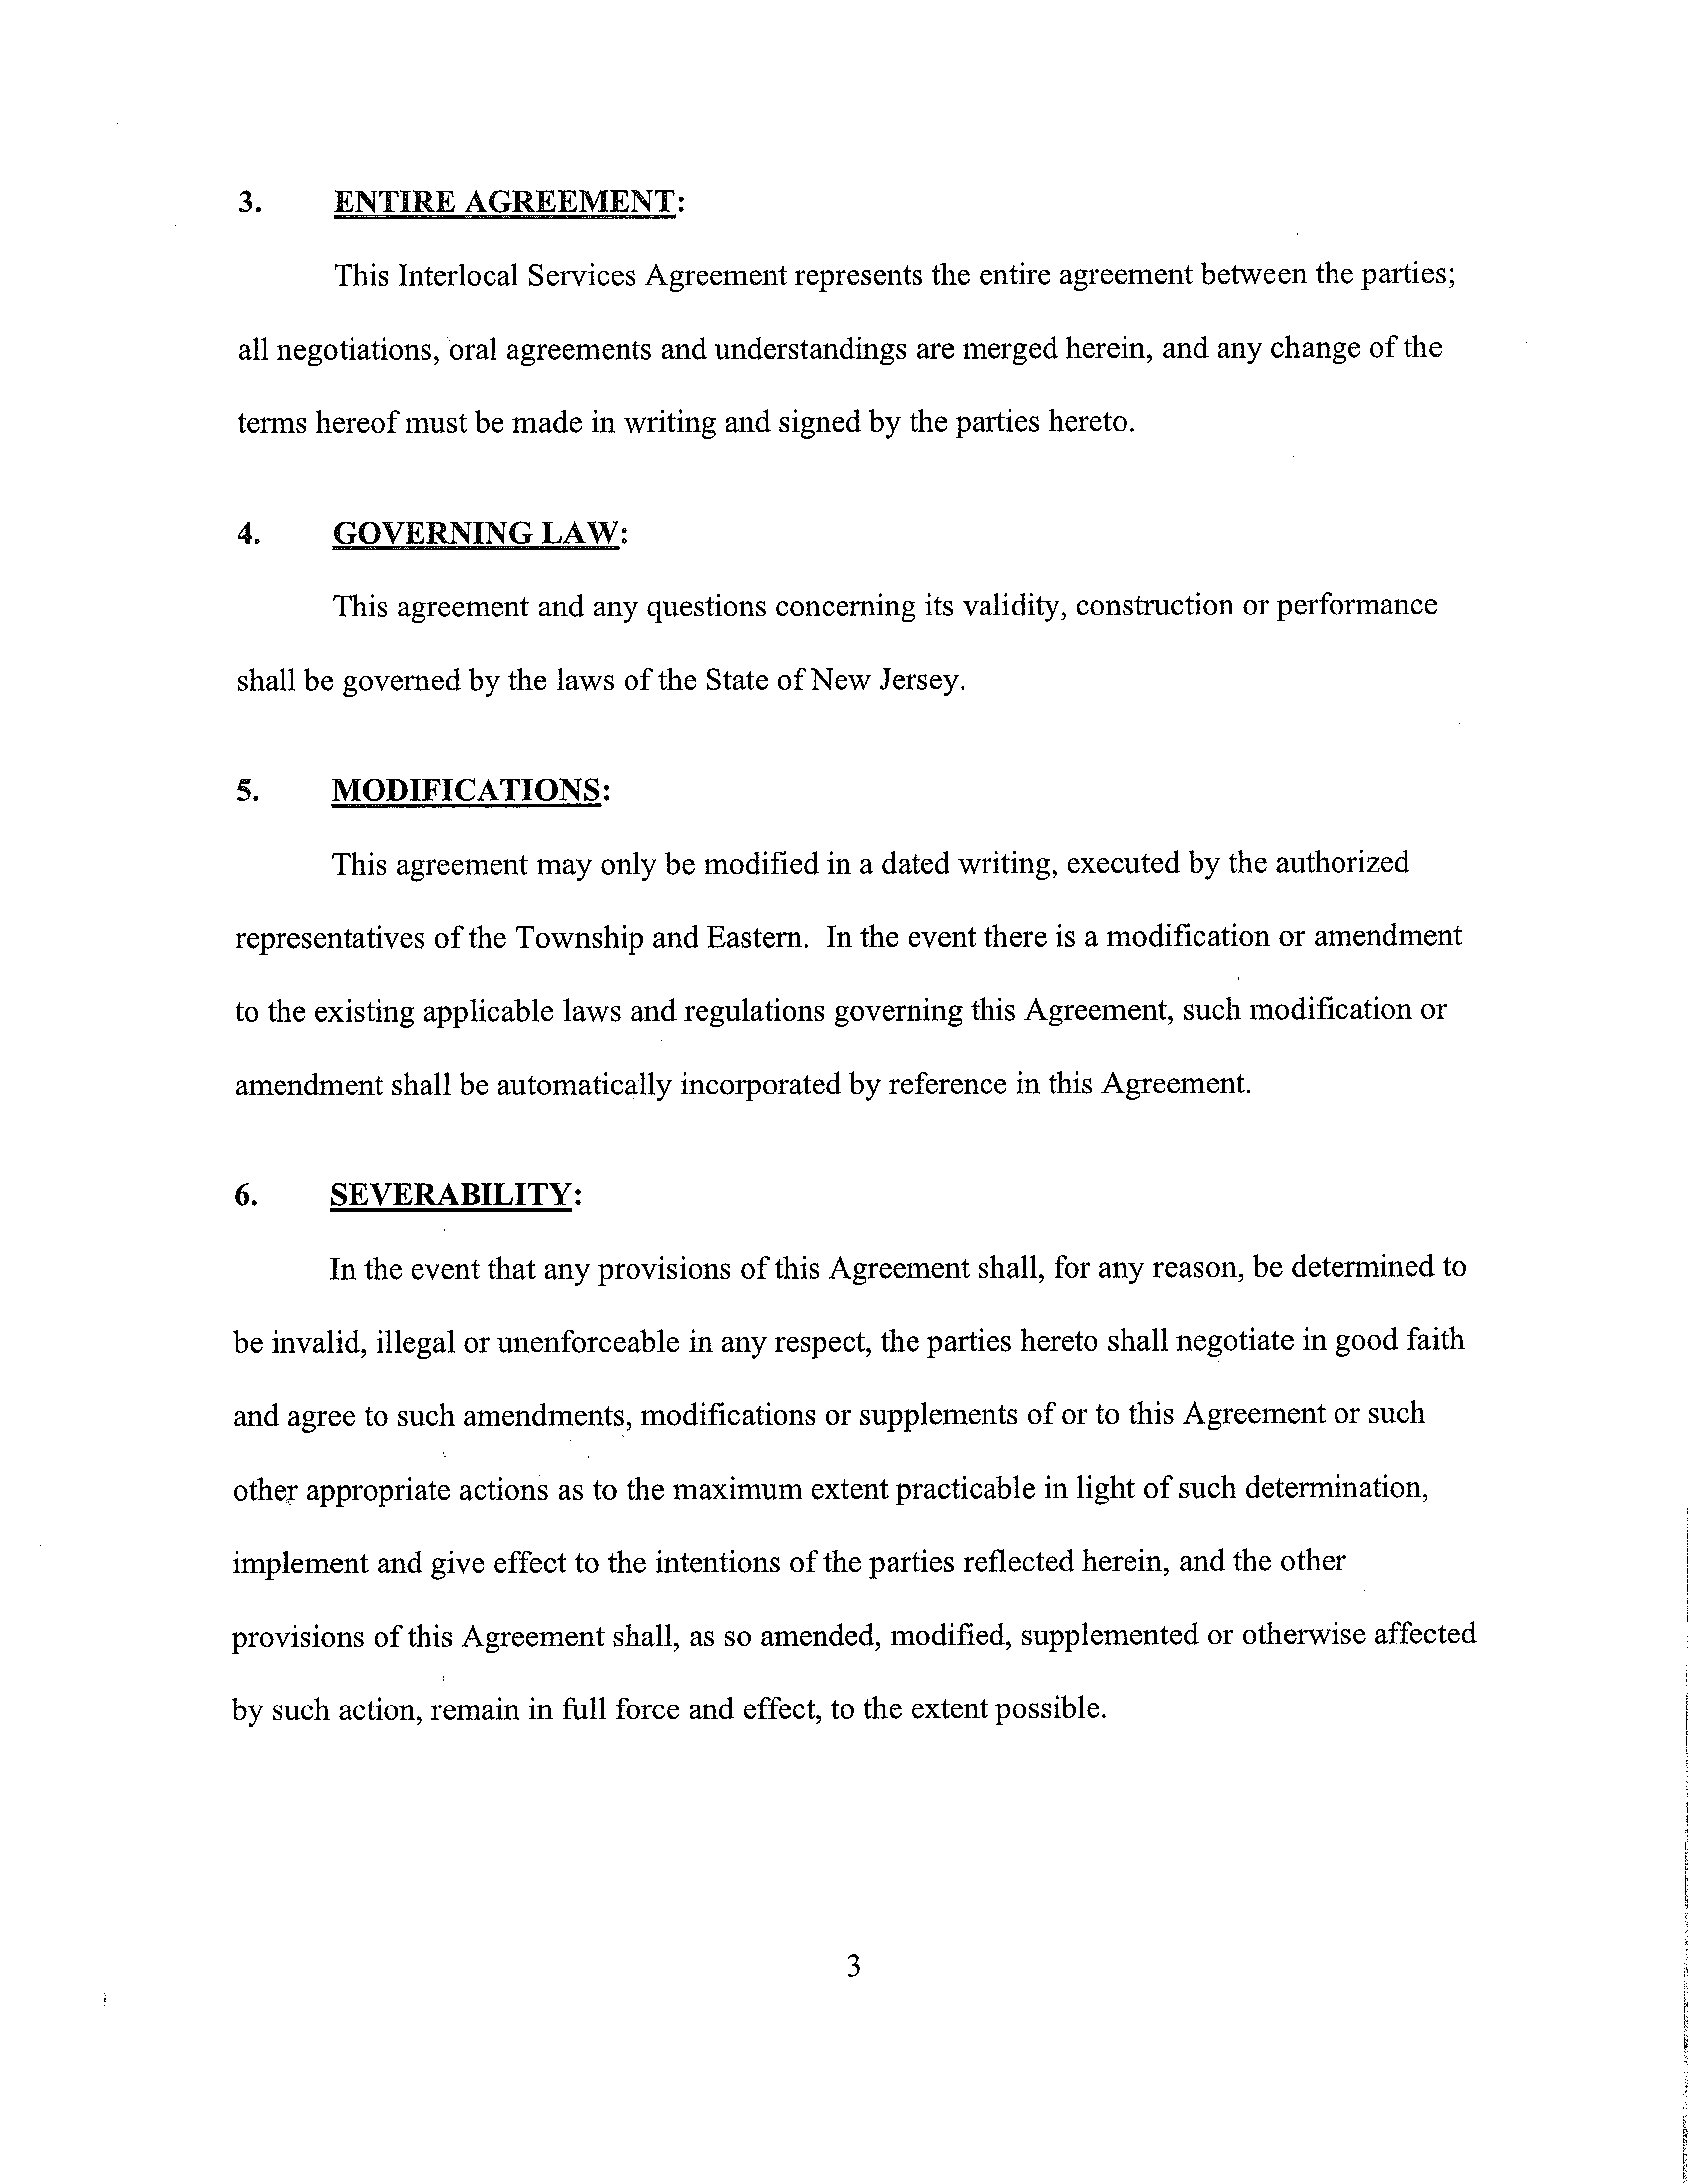 3. ENTIRE AGREEMENT:
This Interlocal Services Agreement represents the entire agreement between the parties;
all negotiations, oral agreements and understandings are merged herein, and any change of the
terms hereof must be made in writing and signed by the parties hereto.
4. GOVERNING LAW:
This agreement and any questions concerning its validity, construction or performance
shall be governed by the laws of the State of New Jersey.
5. MODIFICATIONS:
This agreement may only be modified in a dated writing, executed by the authorized
representatives of the Township and Eastern. In the event there is a modification or amendment
to the existing applicable laws and regulations governing this Agreement, such modification or
amendment shall be automatically incorporated by reference in this Agreement.
6. SEVERABILITY:
In the event that any provisions of this Agreement shall, for any reason, be determined to
be invalid, illegal or unenforceable in any respect, the parties hereto shall negotiate in good faith
and agree to such amendments, modifications or supplements of or to this Agreement or such
other appropriate actions as to the maximum extent practicable in light of such determination,
implement and give effect to the intentions of the parties reflected herein, and the other
provisions of this Agreement shall, as so amended, modified, supplemented or otherwise affected
by such action, remain in full force and effect, to the extent possible.
3